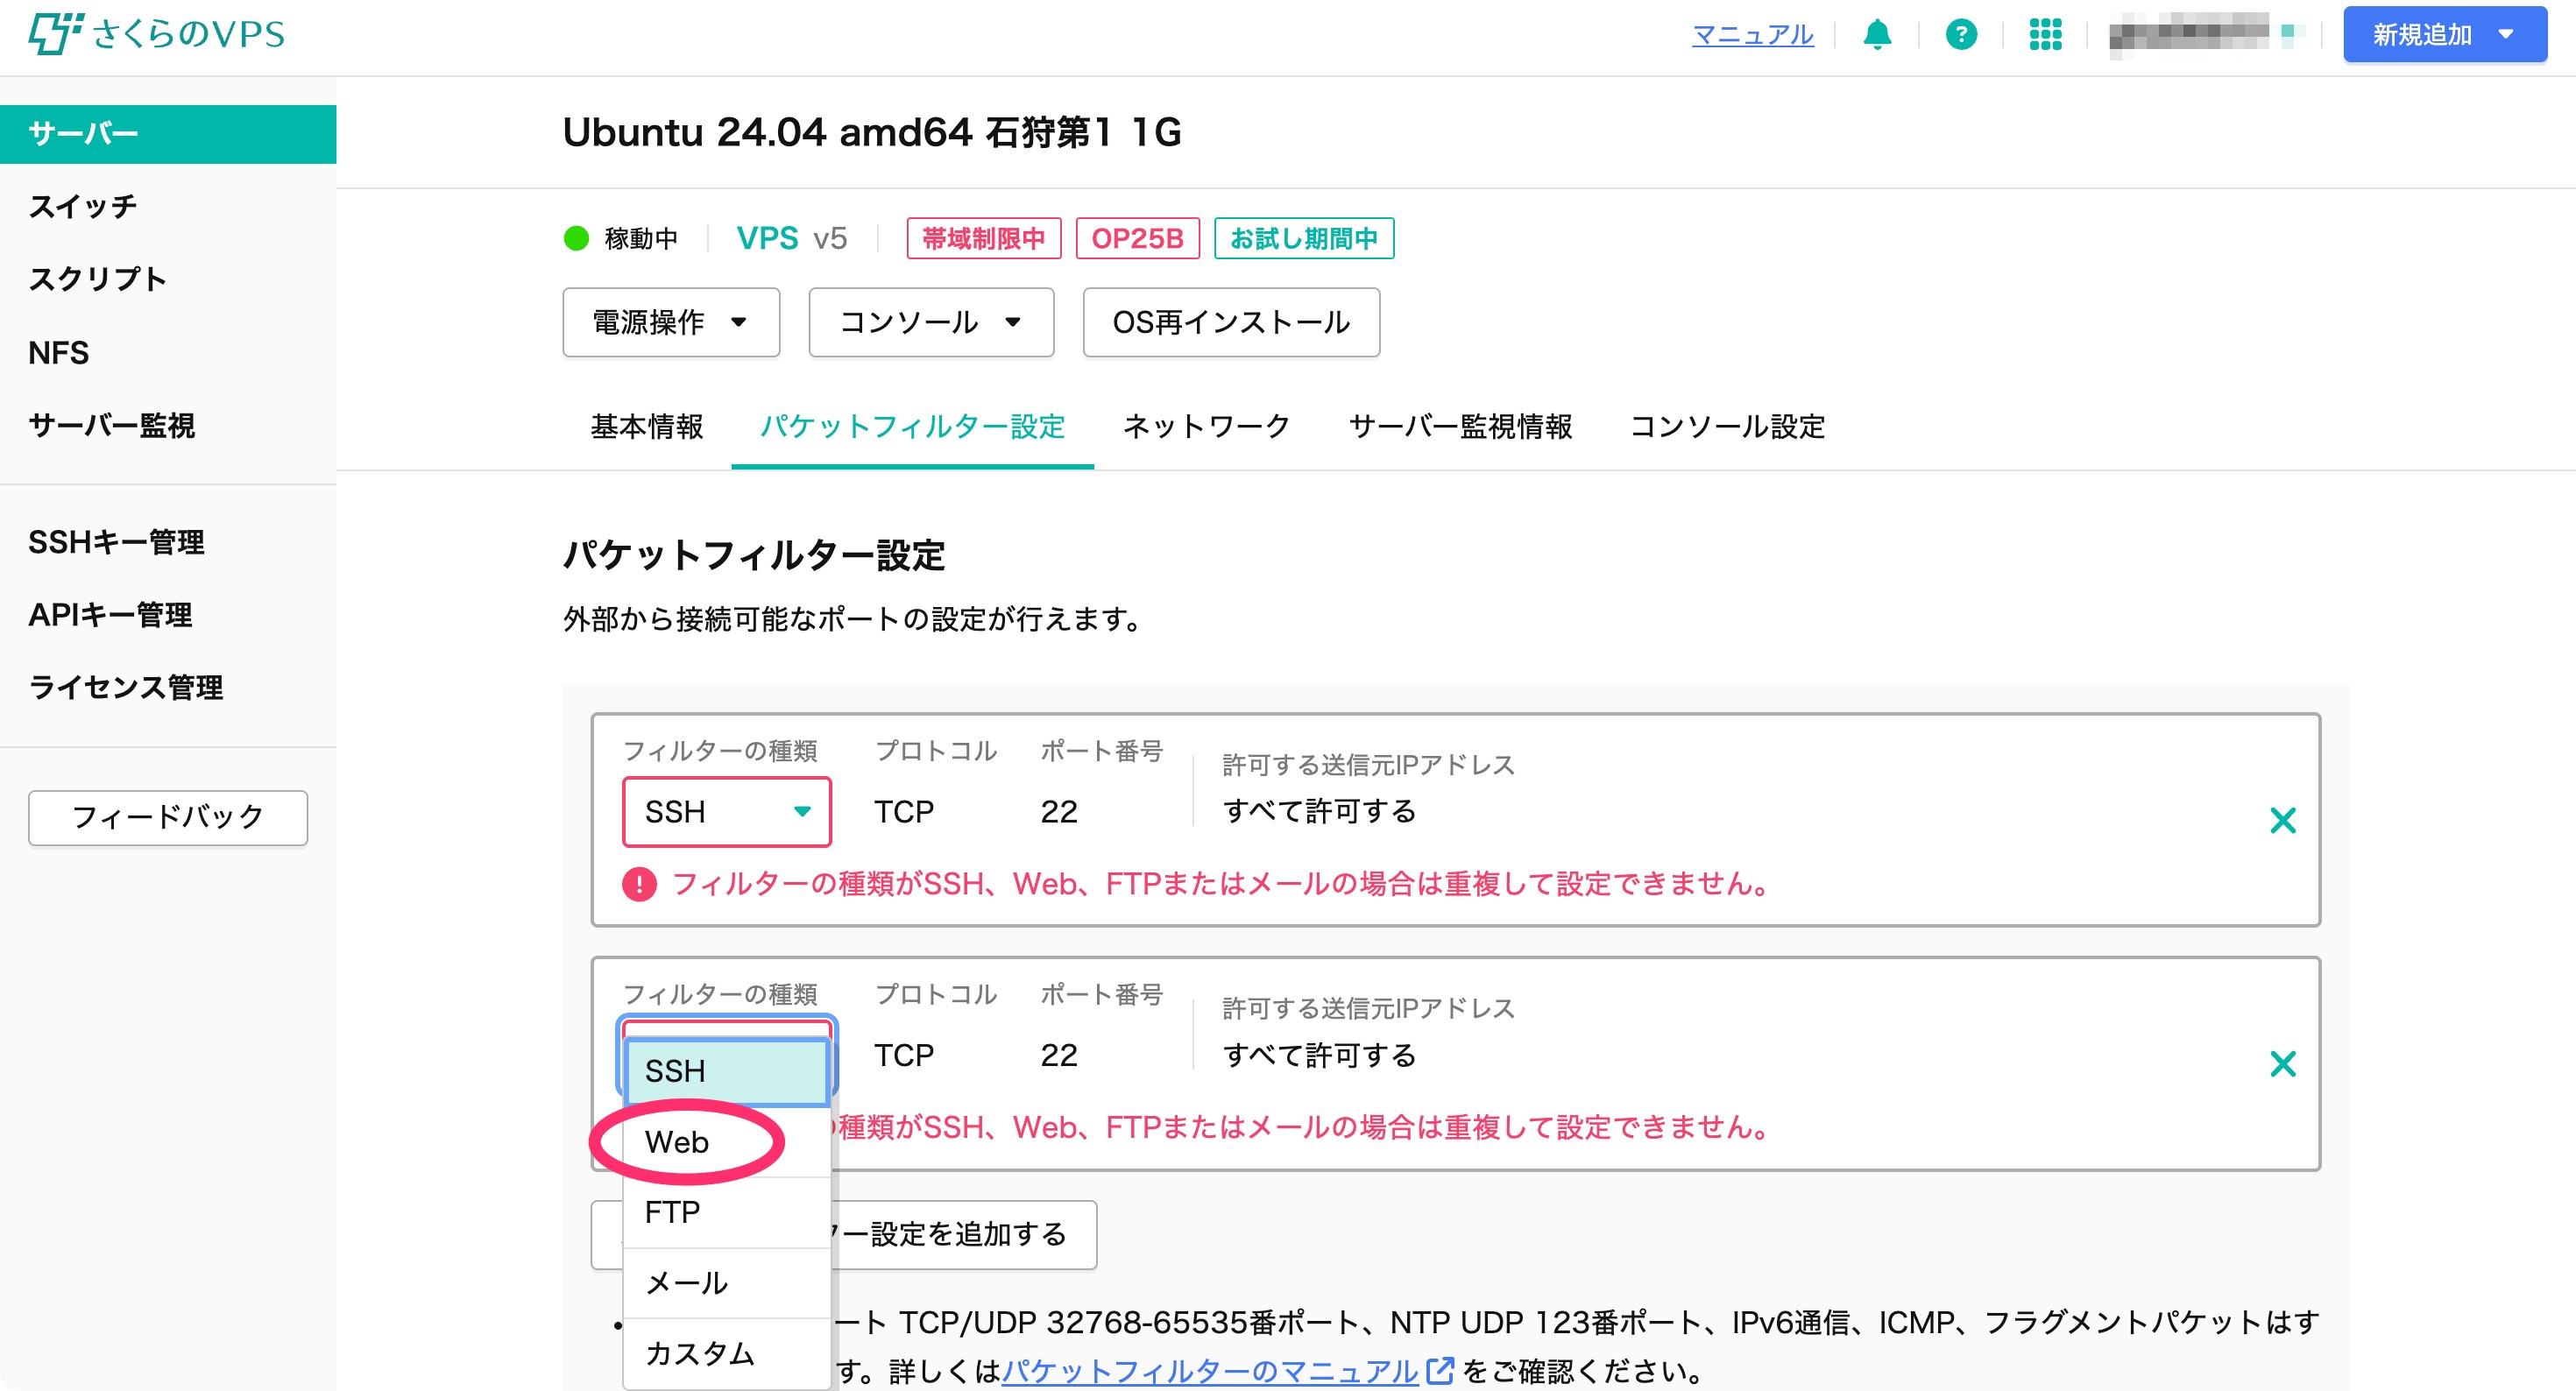 さくらのVPS
マニュアル
新規追加
サーバー
スイッチ
スクリプト
NFS
サーバー監視
SSHキー管理
APIキー管理
ライセンス管理
フィードバック
Ubuntu 24.04 amd64 石狩第1 1G
稼動中 VPS v5 帯域制限中 OP25B お試し期間中
電源操作 コンソール OS再インストール
基本情報 パケットフィルター設定 ネットワーク サーバー監視情報 コンソール設定
パケットフィルター設定
外部から接続可能なポートの設定が行えます。
フィルターの種類 プロトコル ポート番号 許可する送信元IPアドレス
SSH TCP 22 すべて許可する
フィルターの種類がSSH、Web、FTPまたはメールの場合は重複して設定できません。
フィルターの種類 プロトコル ポート番号 許可する送信元IPアドレス
SSH TCP 22 すべて許可する
Web
種類がSSH、Web、FTPまたはメールの場合は重複して設定できません。
FTP
ー設定を追加する
メール
ート TCP/UDP 32768-65535番ポート、NTP UDP 123番ポート、IPv6通信、ICMP、フラグメントパケットはす
カスタム
す。詳しくはパケットフィルターのマニュアル をご確認ください。